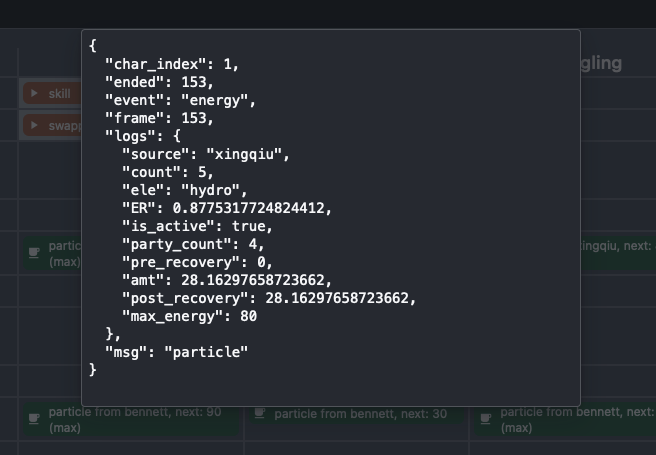 {
"char_index": 1,
"ended": 153,
"event": "energy",
"frame": 153,
"logs": {
"source": "xingqiu",
"count": 5,
"ele": "hydro",
"ER": 0.8775317724824412,
"is_active": true,
"party_count": 4,
"pre_recovery": 0,
"amt": 28.16297658723662,
"post_recovery": 28.16297658723662,
"max_energy": 80
},
"msg": "particle"
}
gling
skill
swap
partic
(max)
ingqiu, next:
particle from bennett, next: 90
(max)
particle from bennett, next: 30
particle from bennett, next:
(max)